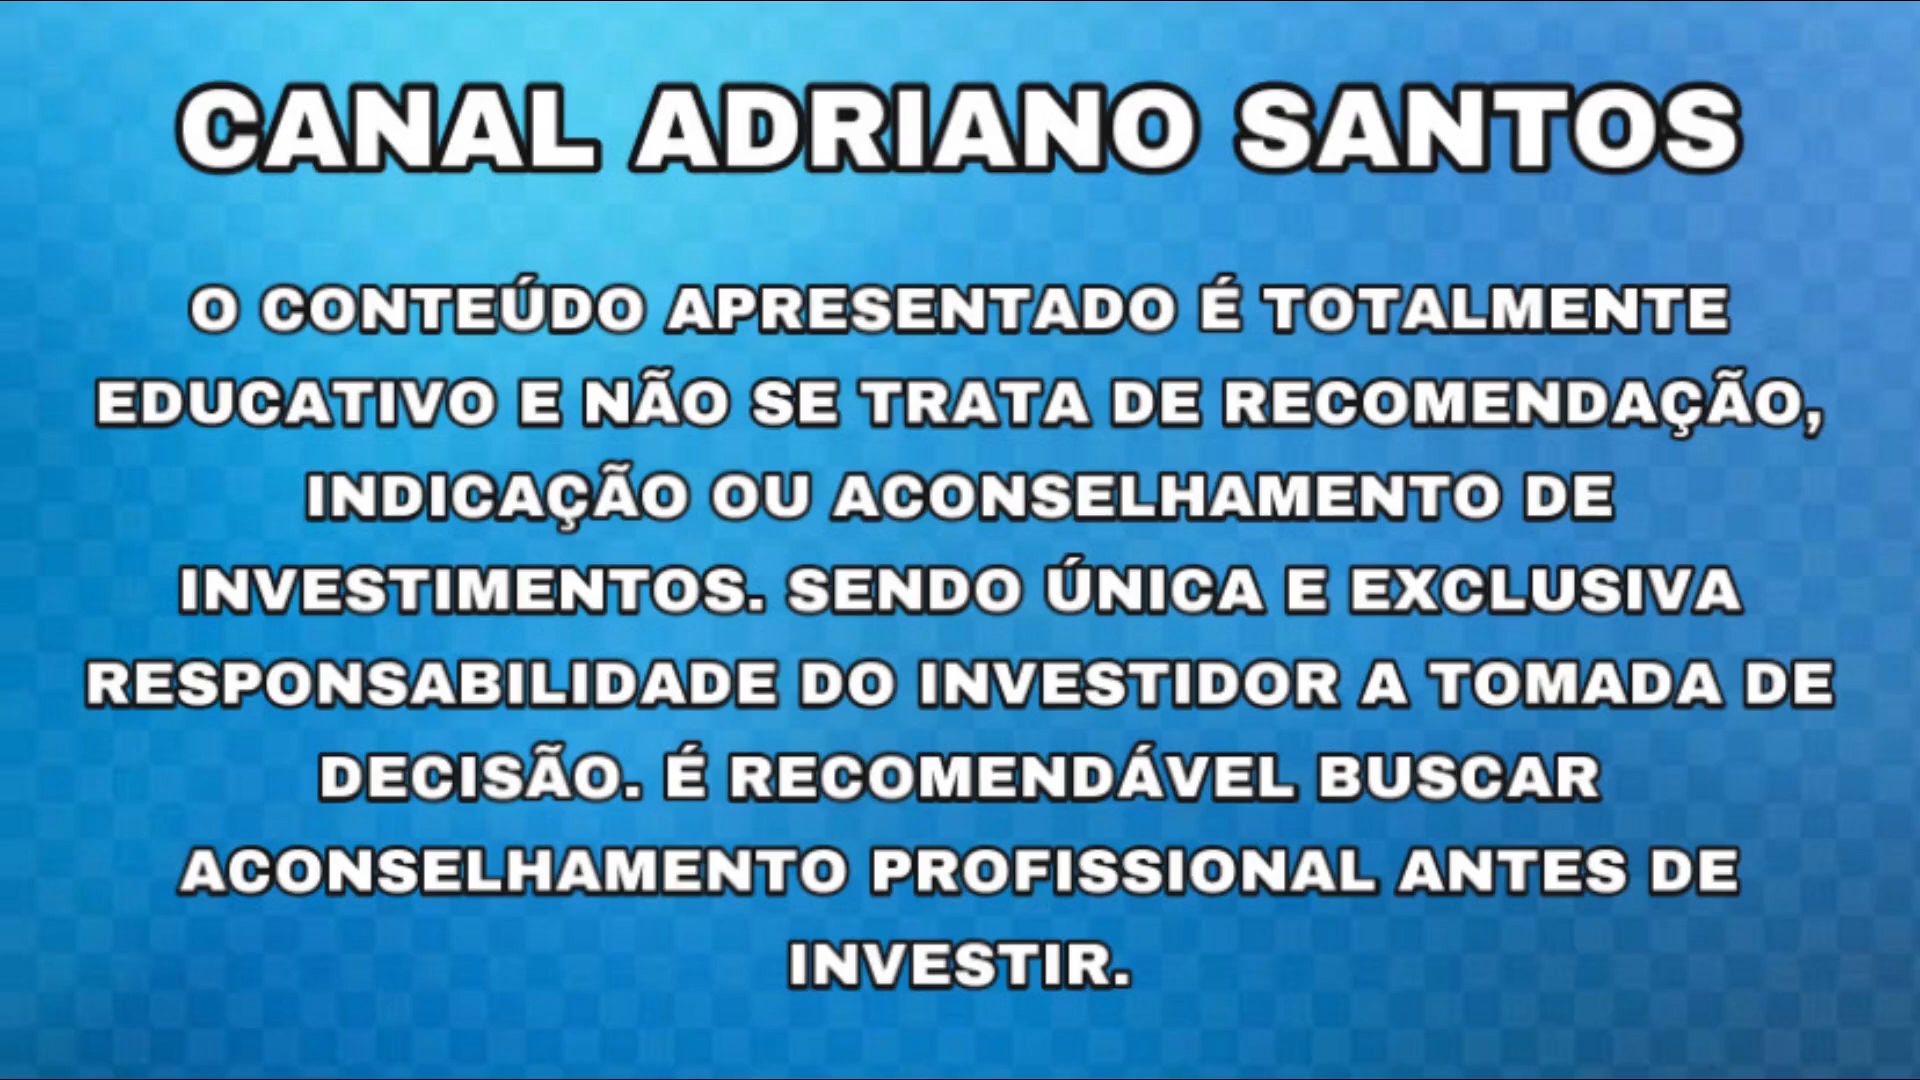 CANAL ADRIANO SANTOS
O CONTEÚDO APRESENTADO É TOTALMENTE
EDUCATIVO E NÃO SE TRATA DE RECOMENDAÇÃO,
INDICAÇÃO OU ACONSELHAMENTO DE
INVESTIMENTOS. SENDO ÚNICA E EXCLUSIVA
RESPONSABILIDADE DO INVESTIDOR A TOMADA DE
DECISÃO. É RECOMENDÁVEL BUSCAR
ACONSELHAMENTO PROFISSIONAL ANTES DE
INVESTIR.